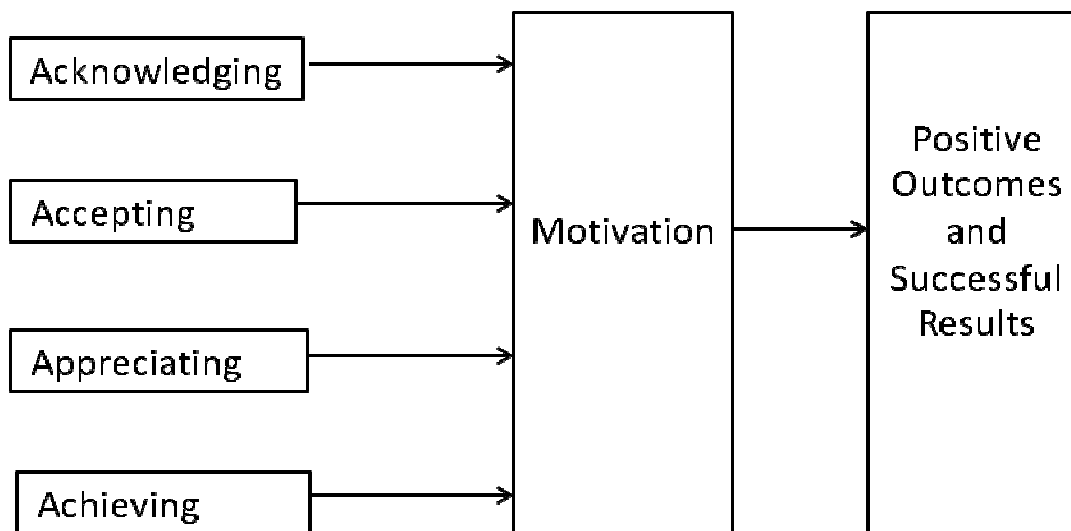 Acknowledging
Accepting
Appreciating
Achieving
Motivation
Positive
Outcomes
and
Successful
Results